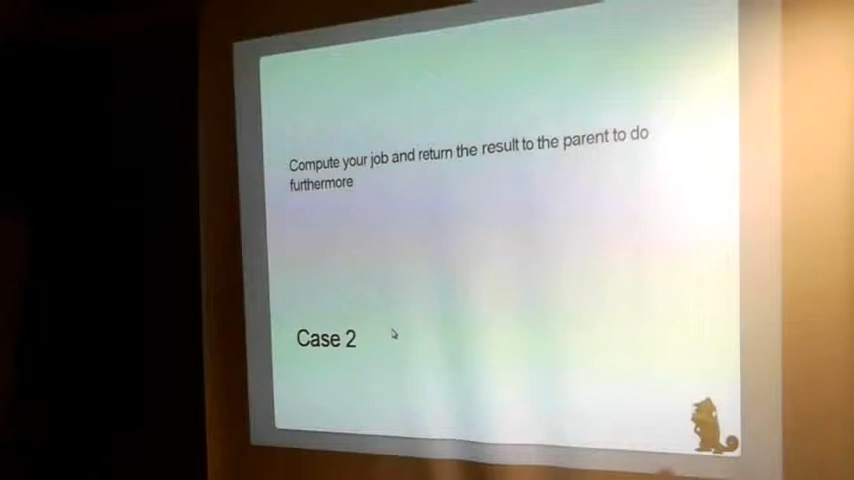 Compute your job and return the result to the parent to do
furthermore
Case 2